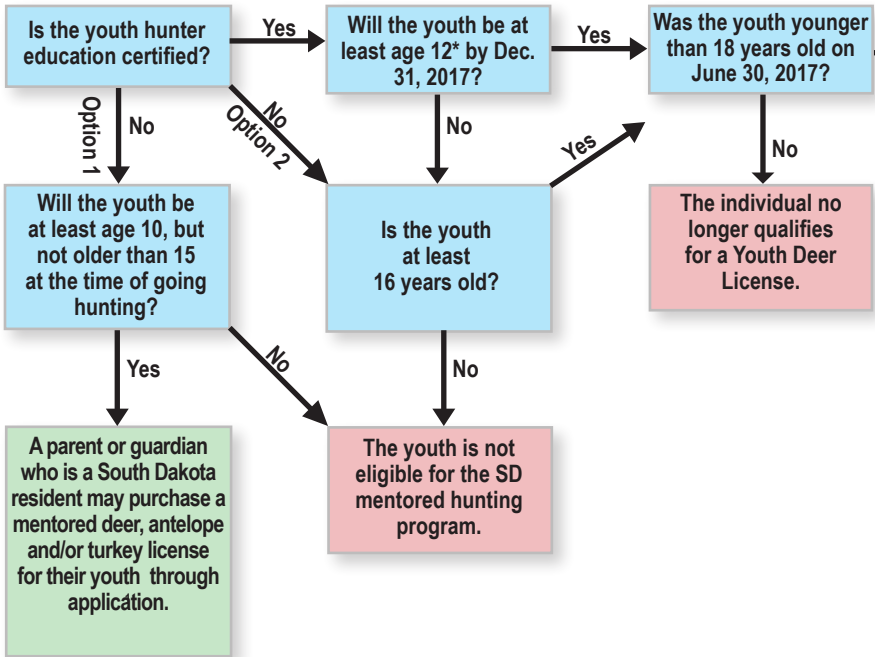 Is the youth hunter
education certified?
Yes
Will the youth be at
least age 12* by Dec.
31, 2017?
Yes
Was the youth younger
than 18 years old on
June 30, 2017?
Option 1
No
No
Option 2
No
Yes
No
Will the youth be
at least age 10, but
not older than 15
at the time of going
hunting?
Is the youth
at least
16 years old?
The individual no
longer qualifies
for a Youth Deer
License.
Yes
No
No
A parent or guardian
who is a South Dakota
resident may purchase a
mentored deer, antelope
and/or turkey license
for their youth through
application.
The youth is not
eligible for the SD
mentored hunting
program.